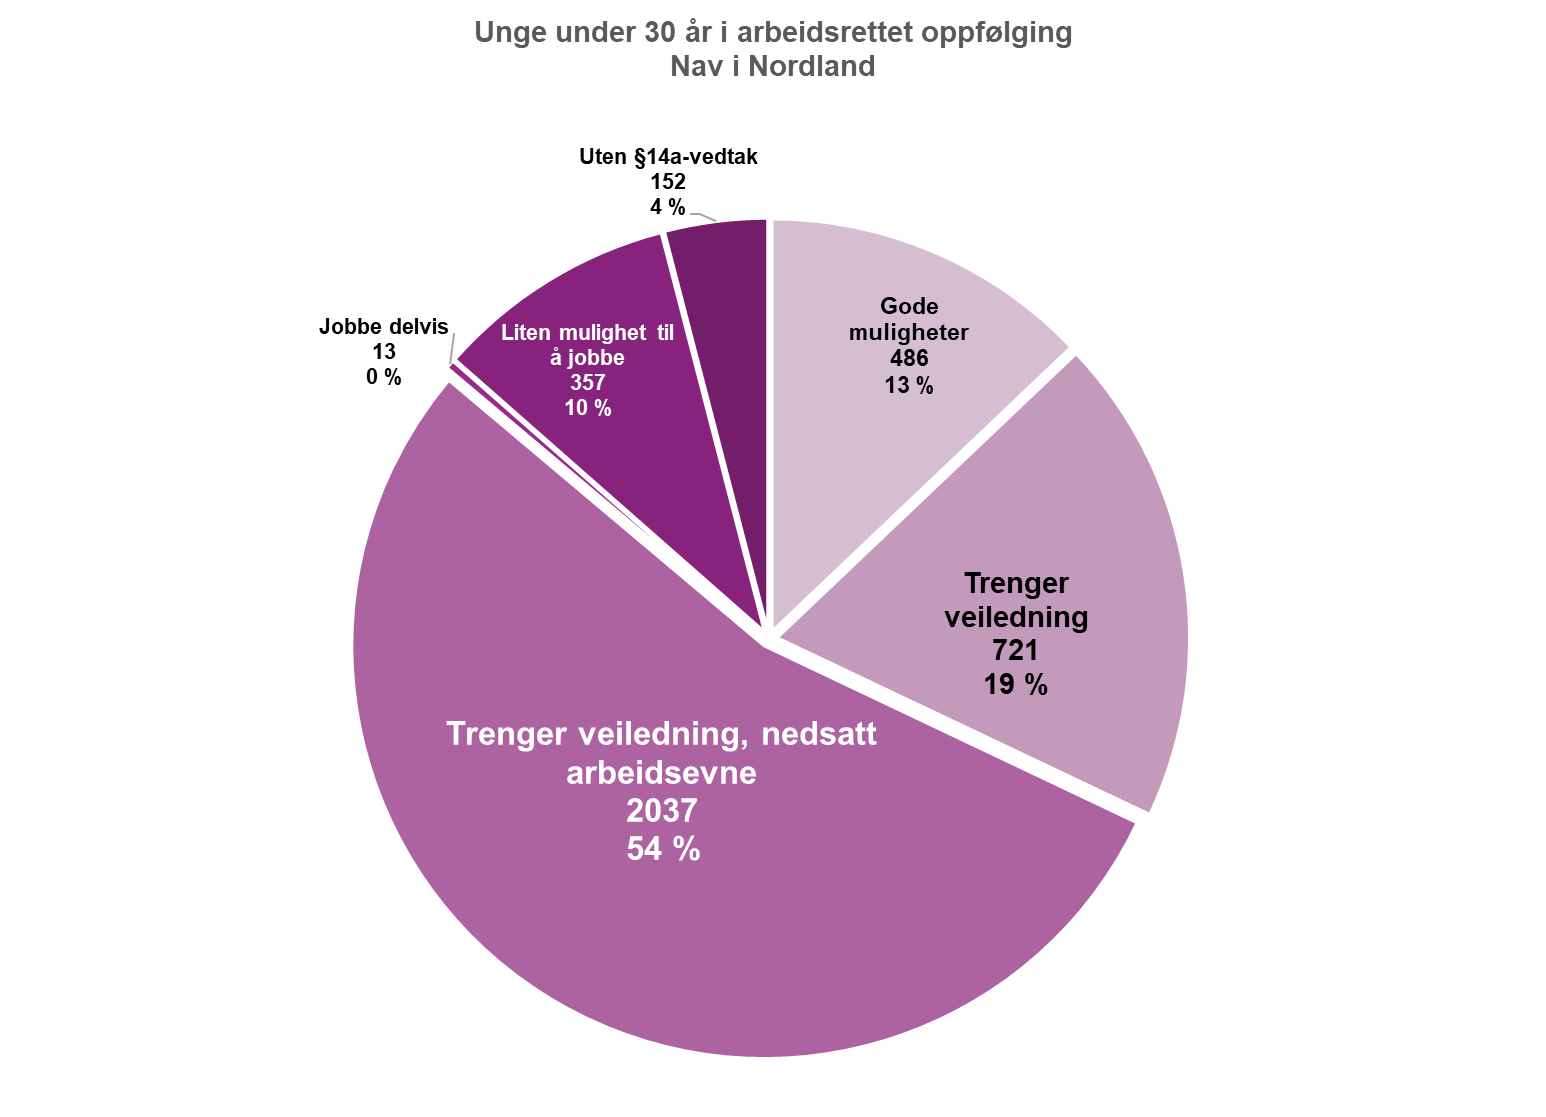 Unge under 30 år i arbeidsrettet oppfølging
Nav i Nordland
Uten §14a-vedtak
152
4 %
Gode
muligheter
486
13 %
Jobbe delvis
13
0 %
Liten mulighet til
å jobbe
357
10 %
Trenger
veiledning
721
19 %
Trenger veiledning, nedsatt
arbeidsevne
2037
54 %